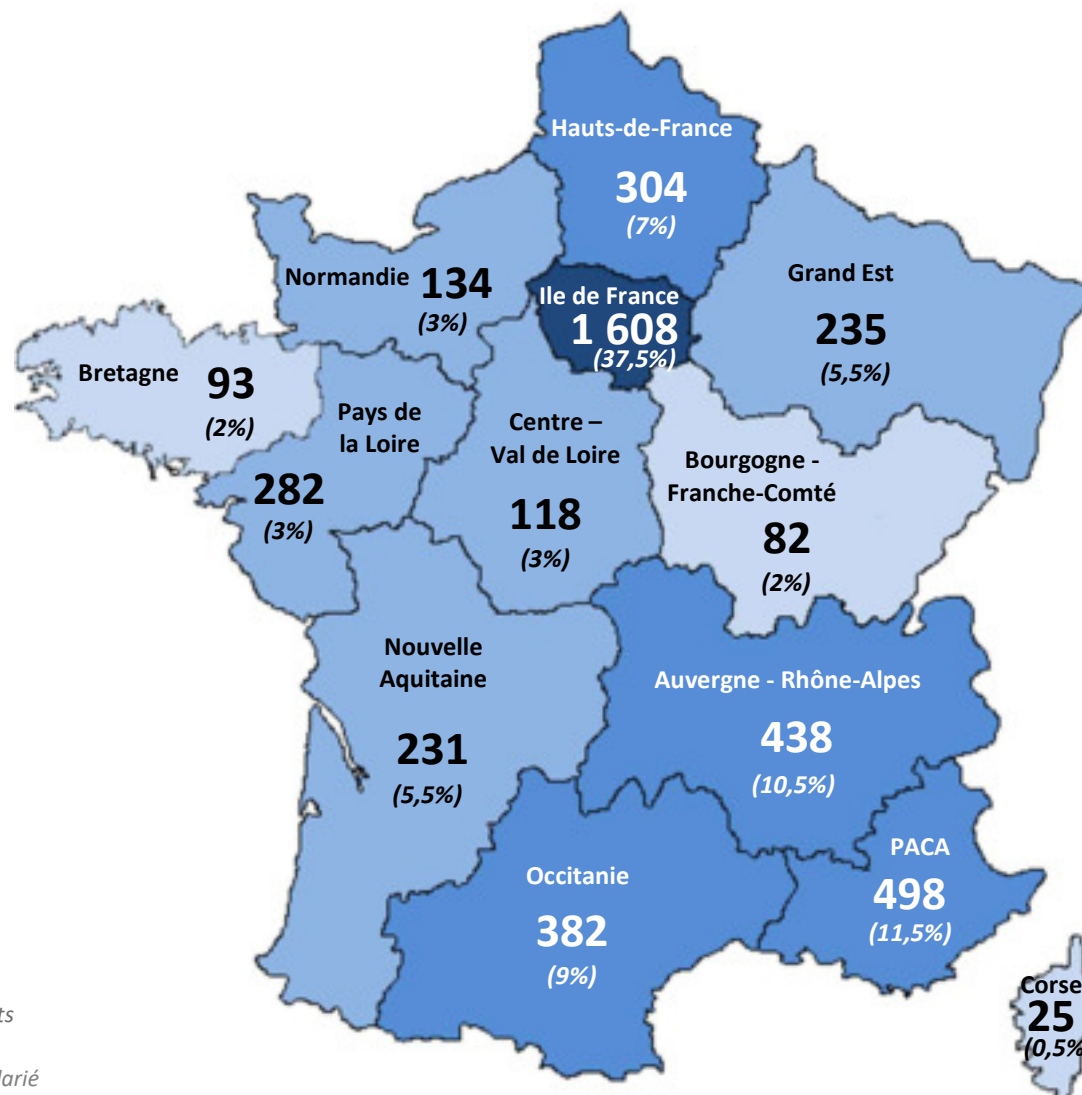 Hauts-de-France
304
(7%)
Normandie 134
(3%)
Ile de France
1 608
(37,5%)
Grand Est
235
(5,5%)
Bretagne 93
(2%)
Pays de
la Loire
282
(3%)
Centre –
Val de Loire
118
(3%)
Bourgogne -
Franche-Comté
82
(2%)
Nouvelle
Aquitaine
231
(5,5%)
Auvergne - Rhône-Alpes
438
(10,5%)
Occitanie
382
(9%)
PACA
498
(11,5%)
Corse
25
(0,5%